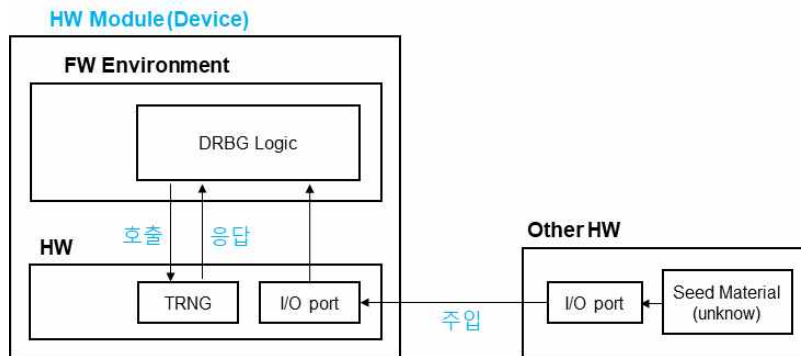 HW Module(Device)
FW Environment
DRBG Logic
호출
응답
HW
Other HW
TRNG
I/O port
I/O port
Seed Material
(unknow)
주입